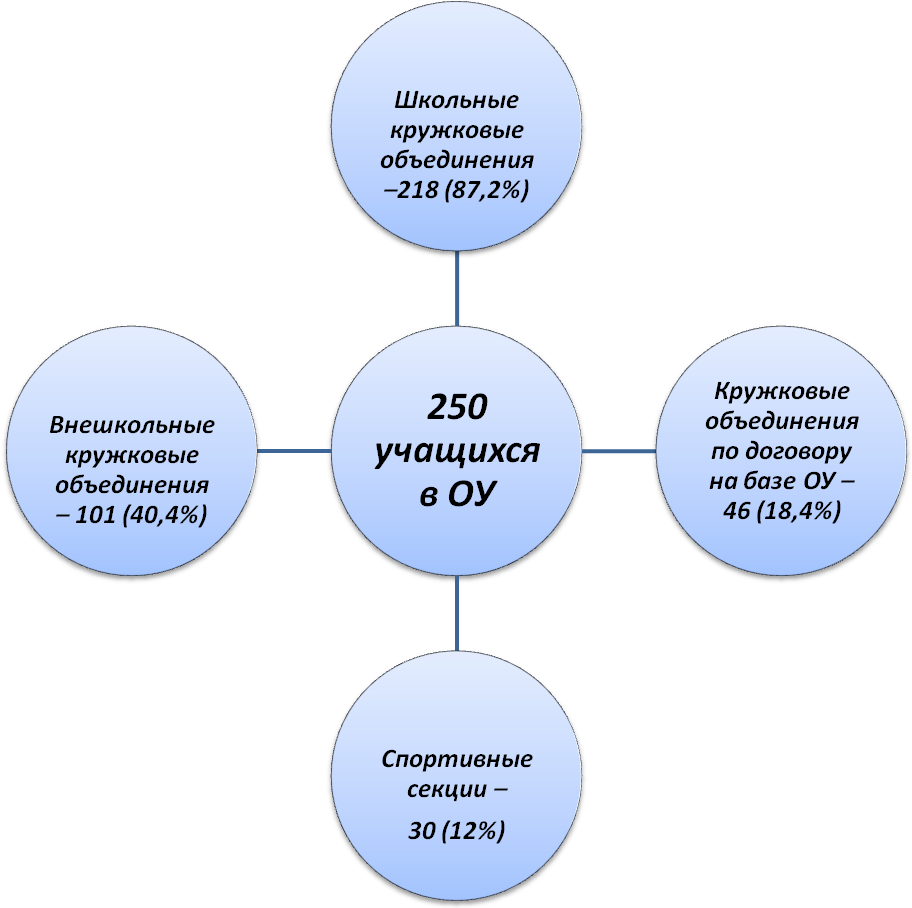 Школьные
кружковые
объединения
–218 (87,2%)
Внешкольные
кружковые
объединения
– 101 (40,4%)
250
учащихся
в ОУ
Кружковые
объединения
по договору
на базе ОУ –
46 (18,4%)
Спортивные
секции –
30 (12%)